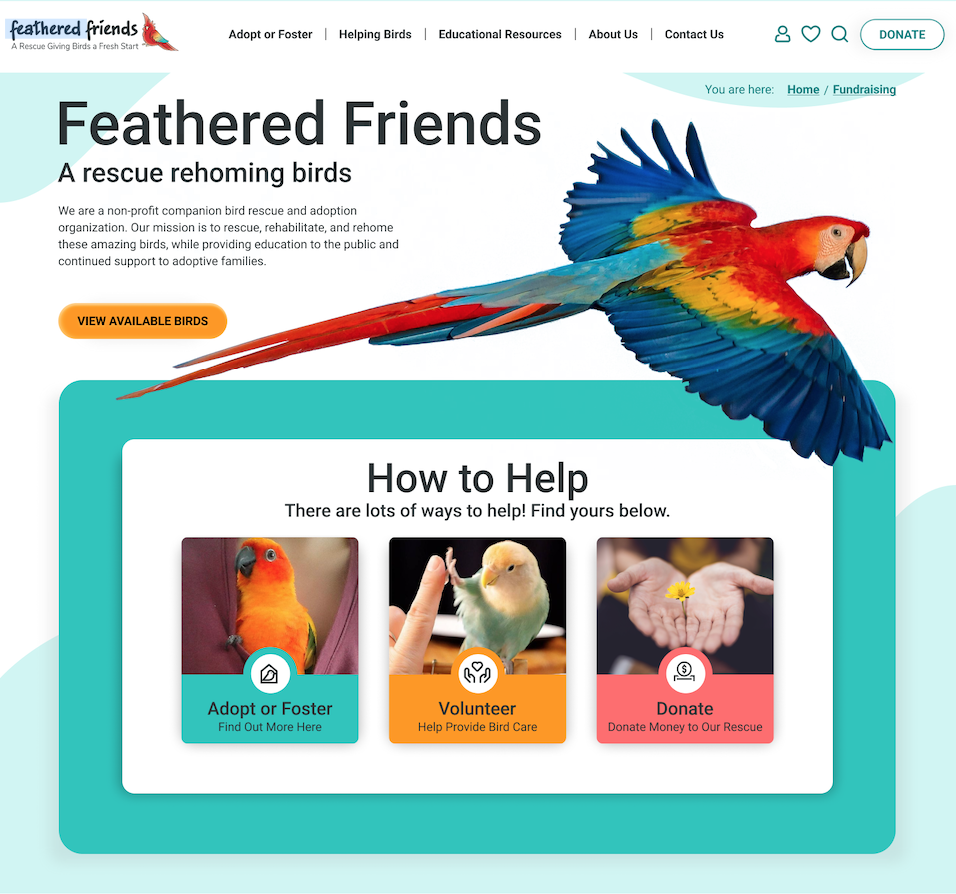 feathered friends
A Rescue Giving Birds a Fresh Start
Adopt or Foster | Helping Birds | Educational Resources | About Us | Contact Us
DONATE
You are here: Home / Fundraising
Feathered Friends
A rescue rehoming birds
We are a non-profit companion bird rescue and adoption
organization. Our mission is to rescue, rehabilitate, and rehome
these amazing birds, while providing education to the public and
continued support to adoptive families.
VIEW AVAILABLE BIRDS
How to Help
There are lots of ways to help! Find yours below.
$
Adopt or Foster
Find Out More Here
Volunteer
Help Provide Bird Care
Donate
Donate Money to Our Rescue